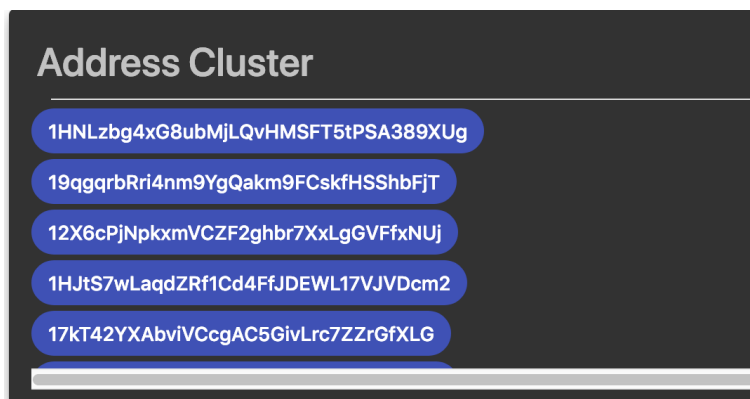 Address Cluster
1HNLzbg4xG8ubMjLQvHMSFT5tPSA389XUg
19qgqrbRri4nm9YgQakm9FCskfHSShbFjT
12X6cPjNpkxmVCZF2ghbr7XxLgGVFfxNUj
1HJtS7wLaqdZRf1Cd4FfJDEWL17VJVDcm2
17kT42YXAbviVCcgAC5GivLrc7ZZrGfXLG